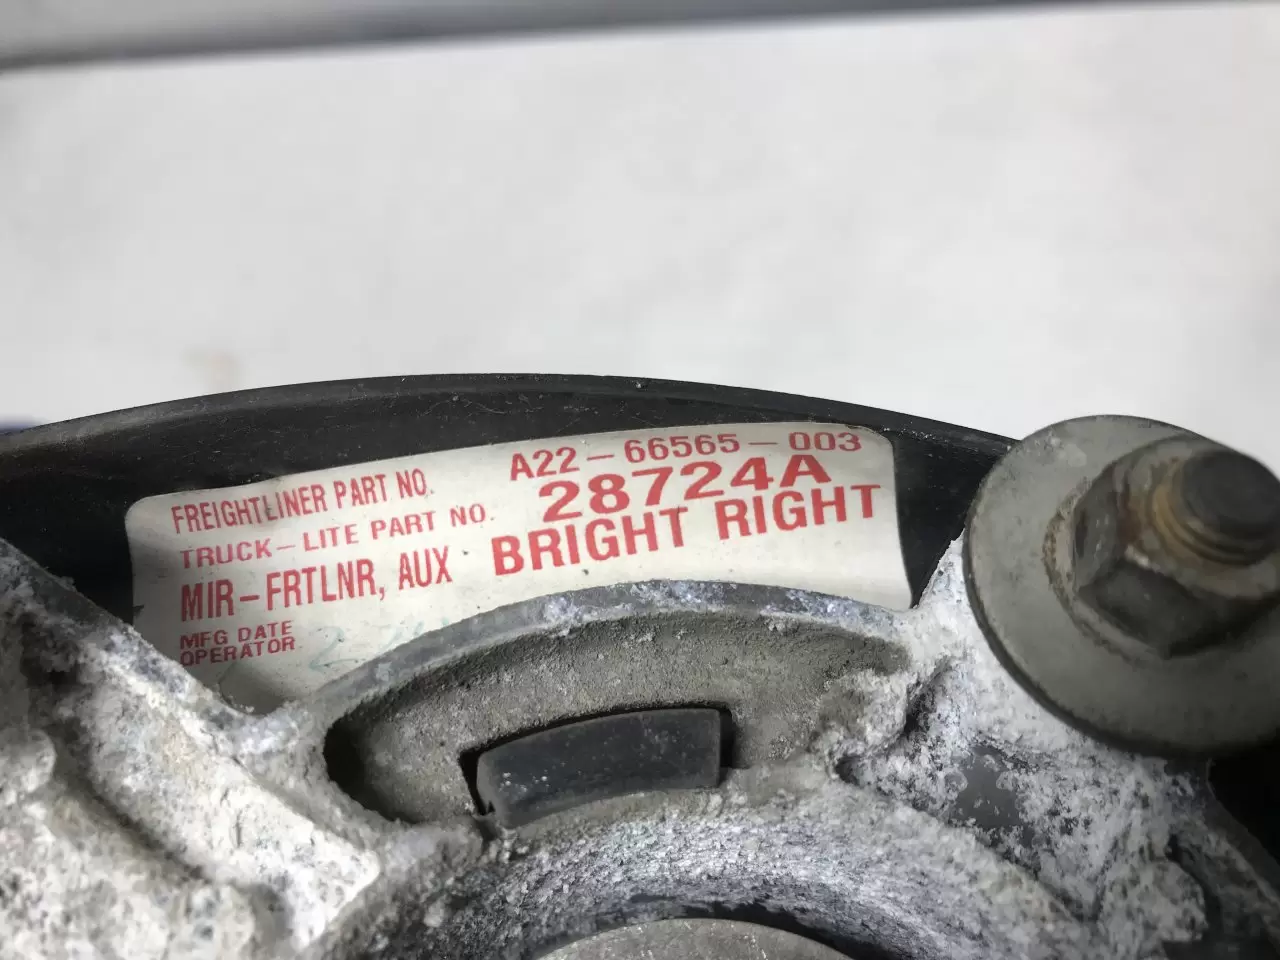 FREIGHTLINER PART NO. A22-66565-003
TRUCK-LITE PART NO. 28724A
MIR-FRTLNR, AUX BRIGHT RIGHT
MFG DATE
OPERATOR